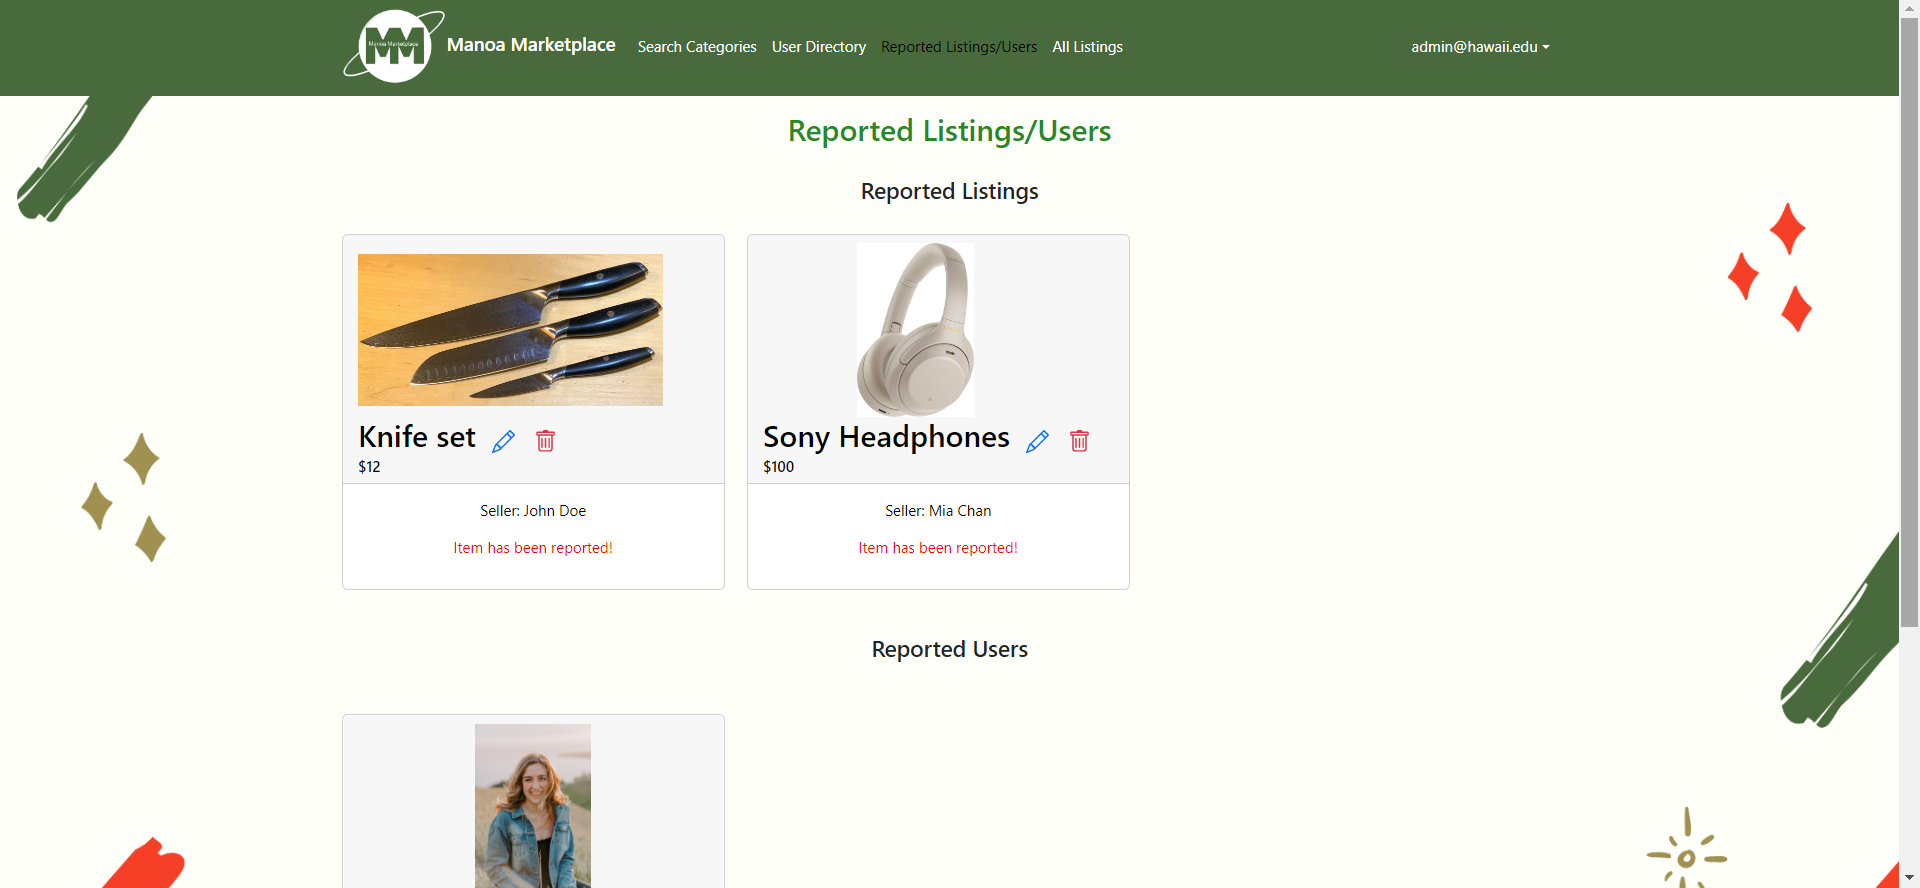 MM
Manoa Marketplace
MM
Manoa Marketplace
Search Categories
User Directory
Reported Listings/Users
All Listings
admin@hawaii.edu
Reported Listings/Users
Reported Listings
Knife set
$12
Seller: John Doe
Item has been reported!
Sony Headphones
$100
Seller: Mia Chan
Item has been reported!
Reported Users